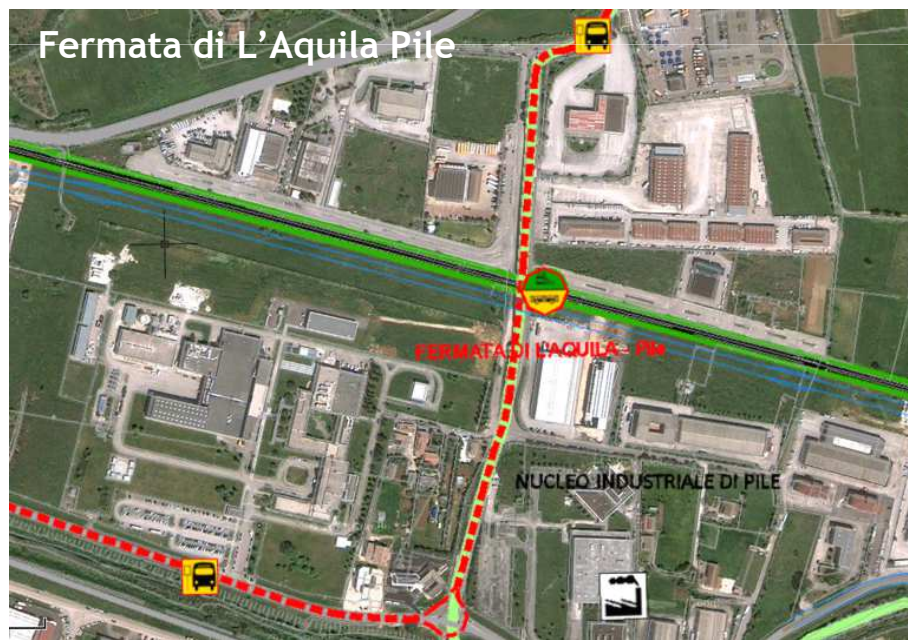 Fermata di L'Aquila Pile
FERMATA DI L'AQUILA - Pile
NUCLEO INDUSTRIALE DI PILE